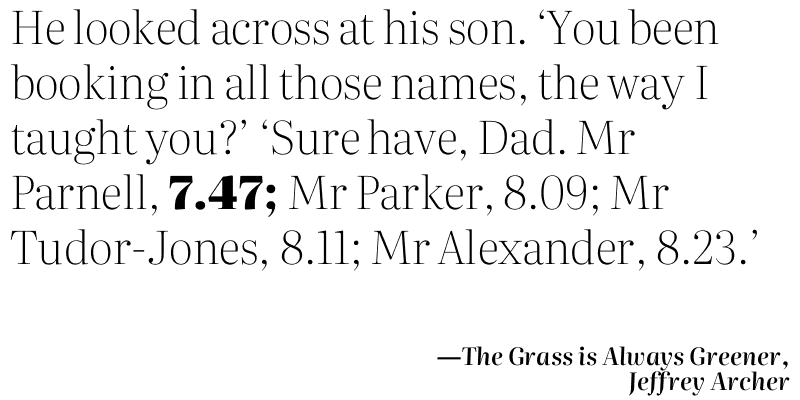 He looked across at his son. ‘You been
booking in all those names, the way I
taught you?’ ‘Sure have, Dad. Mr
Parnell, 7.47; Mr Parker, 8.09; Mr
Tudor-Jones, 8.11; Mr Alexander, 8.23.’
—The Grass is Always Greener,
Jeffrey Archer